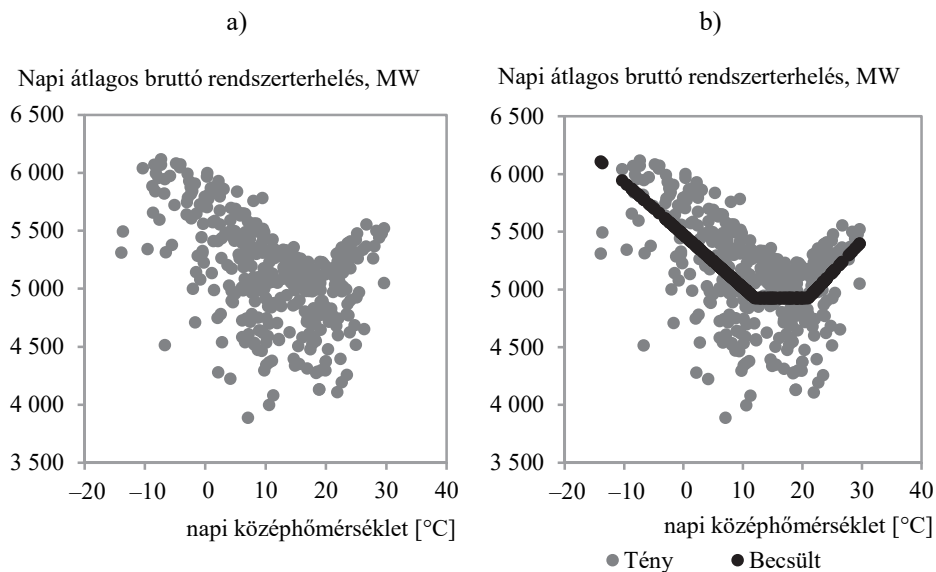 a)
Napi átlagos bruttó rendszerterhelés, MW
6 500
6 000
5 500
5 000
4 500
4 000
3 500
–20 –10 0 10 20 30 40
napi középhőmérséklet [°C]
b)
Napi átlagos bruttó rendszerterhelés, MW
6 500
6 000
5 500
5 000
4 500
4 000
3 500
–20 –10 0 10 20 30 40
napi középhőmérséklet [°C]
Tény Becsült